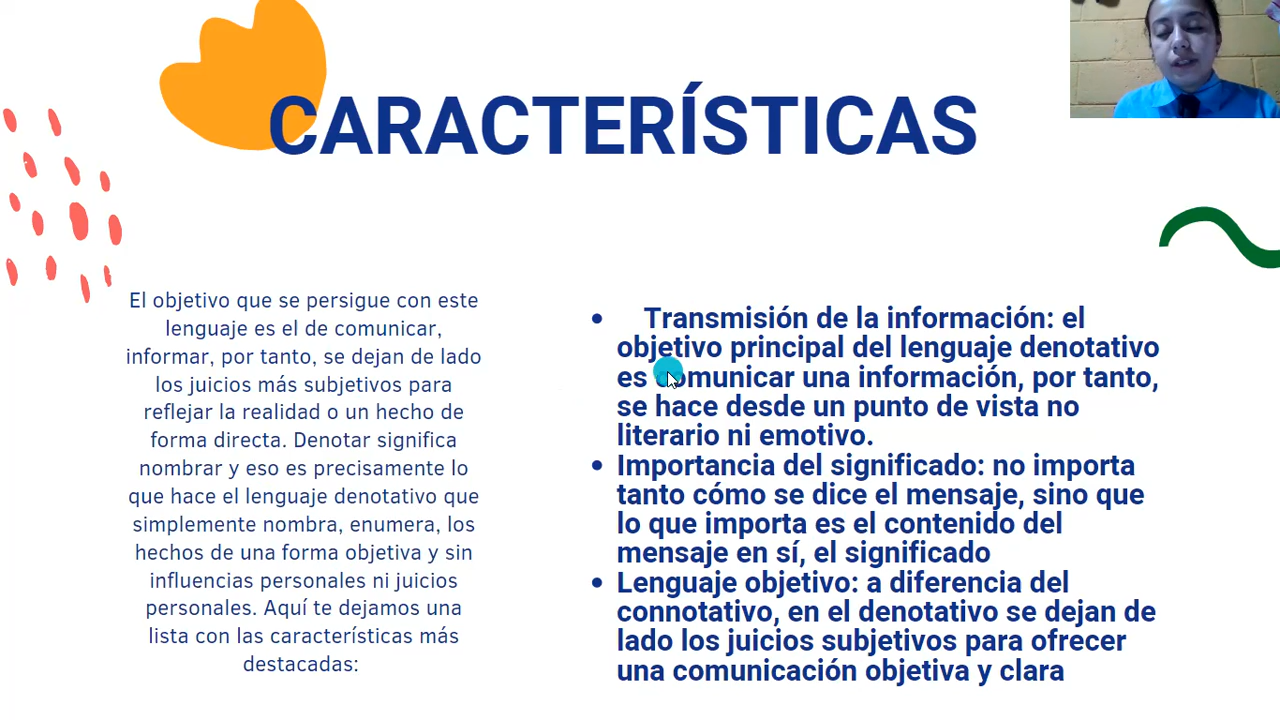 CARACTERÍSTICAS
El objetivo que se persigue con este
lenguaje es el de comunicar,
informar, por tanto, se dejan de lado
los juicios más subjetivos para
reflejar la realidad o un hecho de
forma directa. Denotar significa
nombrar y eso es precisamente lo
que hace el lenguaje denotativo que
simplemente nombra, enumera, los
hechos de una forma objetiva y sin
influencias personales ni juicios
personales. Aquí te dejamos una
lista con las características más
destacadas:
• Transmisión de la información: el
objetivo principal del lenguaje denotativo
es comunicar una información, por tanto,
se hace desde un punto de vista no
literario ni emotivo.
• Importancia del significado: no importa
tanto cómo se dice el mensaje, sino que
lo que importa es el contenido del
mensaje en sí, el significado
• Lenguaje objetivo: a diferencia del
connotativo, en el denotativo se dejan de
lado los juicios subjetivos para ofrecer
una comunicación objetiva y clara